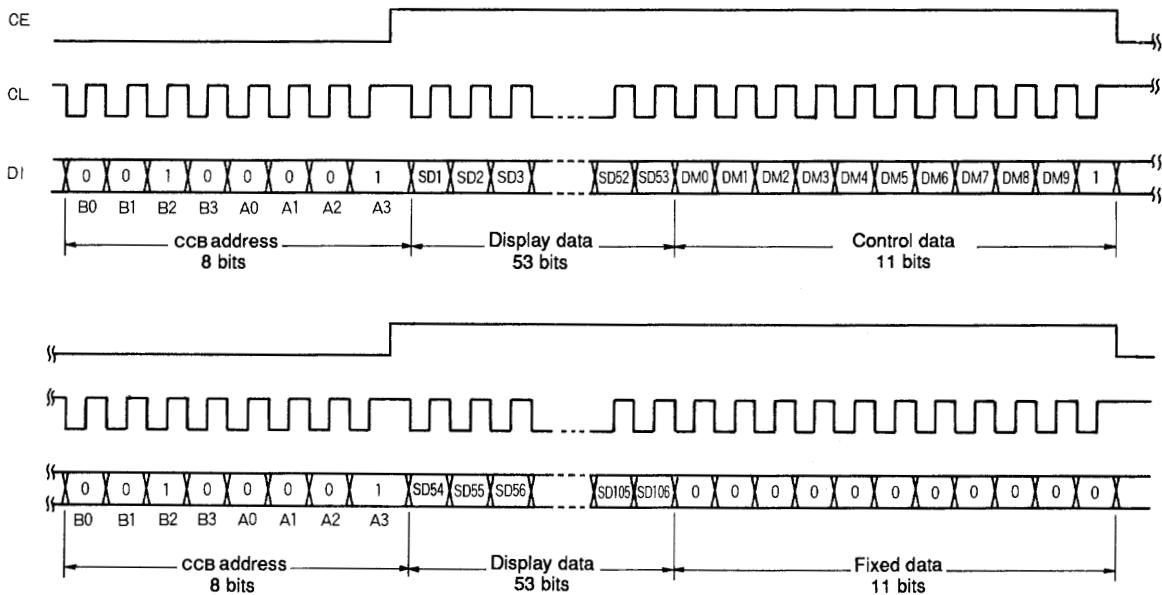 CE
CL
DI 0 0 1 0 0 0 0 1 SD1 SD2 SD3 SD52 SD53 DM0 DM1 DM2 DM3 DM4 DM5 DM6 DM7 DM8 DM9 1
B0 B1 B2 B3 A0 A1 A2 A3
CCB address Display data Control data
8 bits 53 bits 11 bits
0 0 1 0 0 0 0 1 SD54 SD55 SD56 SD105 SD106 0 0 0 0 0 0 0 0 0 0 0
B0 B1 B2 B3 A0 A1 A2 A3
CCB address Display data Fixed data
8 bits 53 bits 11 bits